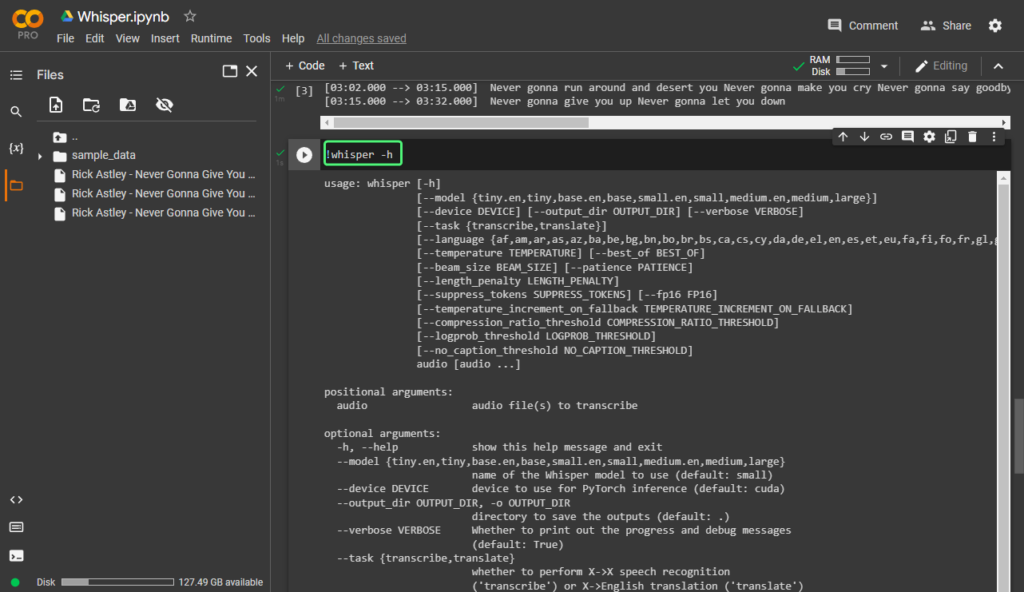 CO PRO
Whisper.ipynb
File Edit View Insert Runtime Tools Help All changes saved
Comment Share
Files
+ Code + Text
RAM
Disk
Editing
..
sample_data
Rick Astley - Never Gonna Give You ...
Rick Astley - Never Gonna Give You ...
Rick Astley - Never Gonna Give You ...
{x}
<>
Disk 127.49 GB available
1m
[3] [03:02.000 --> 03:15.000] Never gonna run around and desert you Never gonna make you cry Never gonna say goodby
[03:15.000 --> 03:32.000] Never gonna give you up Never gonna let you down
1s
!whisper -h
usage: whisper [-h]
[--model {tiny.en,tiny,base.en,base,small.en,small,medium.en,medium,large}]
[--device DEVICE] [--output_dir OUTPUT_DIR] [--verbose VERBOSE]
[--task {transcribe,translate}]
[--language {af,am,ar,as,az,ba,be,bg,bn,bo,br,bs,ca,cs,cy,da,de,el,en,es,et,eu,fa,fi,fo,fr,gl,g
[--temperature TEMPERATURE] [--best_of BEST_OF]
[--beam_size BEAM_SIZE] [--patience PATIENCE]
[--length_penalty LENGTH_PENALTY]
[--suppress_tokens SUPPRESS_TOKENS] [--fp16 FP16]
[--temperature_increment_on_fallback TEMPERATURE_INCREMENT_ON_FALLBACK]
[--compression_ratio_threshold COMPRESSION_RATIO_THRESHOLD]
[--logprob_threshold LOGPROB_THRESHOLD]
[--no_caption_threshold NO_CAPTION_THRESHOLD]
audio [audio ...]
positional arguments:
audio audio file(s) to transcribe
optional arguments:
-h, --help show this help message and exit
--model {tiny.en,tiny,base.en,base,small.en,small,medium.en,medium,large}
name of the Whisper model to use (default: small)
--device DEVICE device to use for PyTorch inference (default: cuda)
--output_dir OUTPUT_DIR, -o OUTPUT_DIR
directory to save the outputs (default: .)
--verbose VERBOSE Whether to print out the progress and debug messages
(default: True)
--task {transcribe,translate}
whether to perform X->X speech recognition
('transcribe') or X->English translation ('translate')